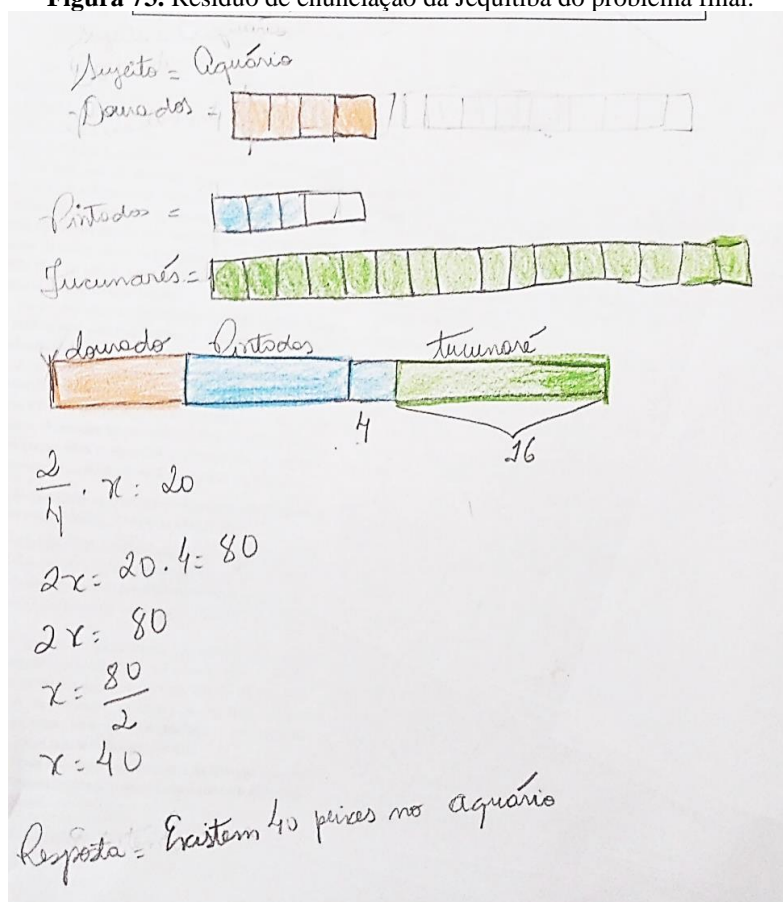 Figura 75. Resíduo de enunciação da Jequitibá do problema final.
Sujeito = Aquário
-Dourados =
-Pintados =
Tucunarés =
dourado Pintados tucunaré
4
16
2/4 . x = 20
2x = 20.4 = 80
2x = 80
x = 80/2
x = 40
Resposta = Existem 40 peixes no aquário